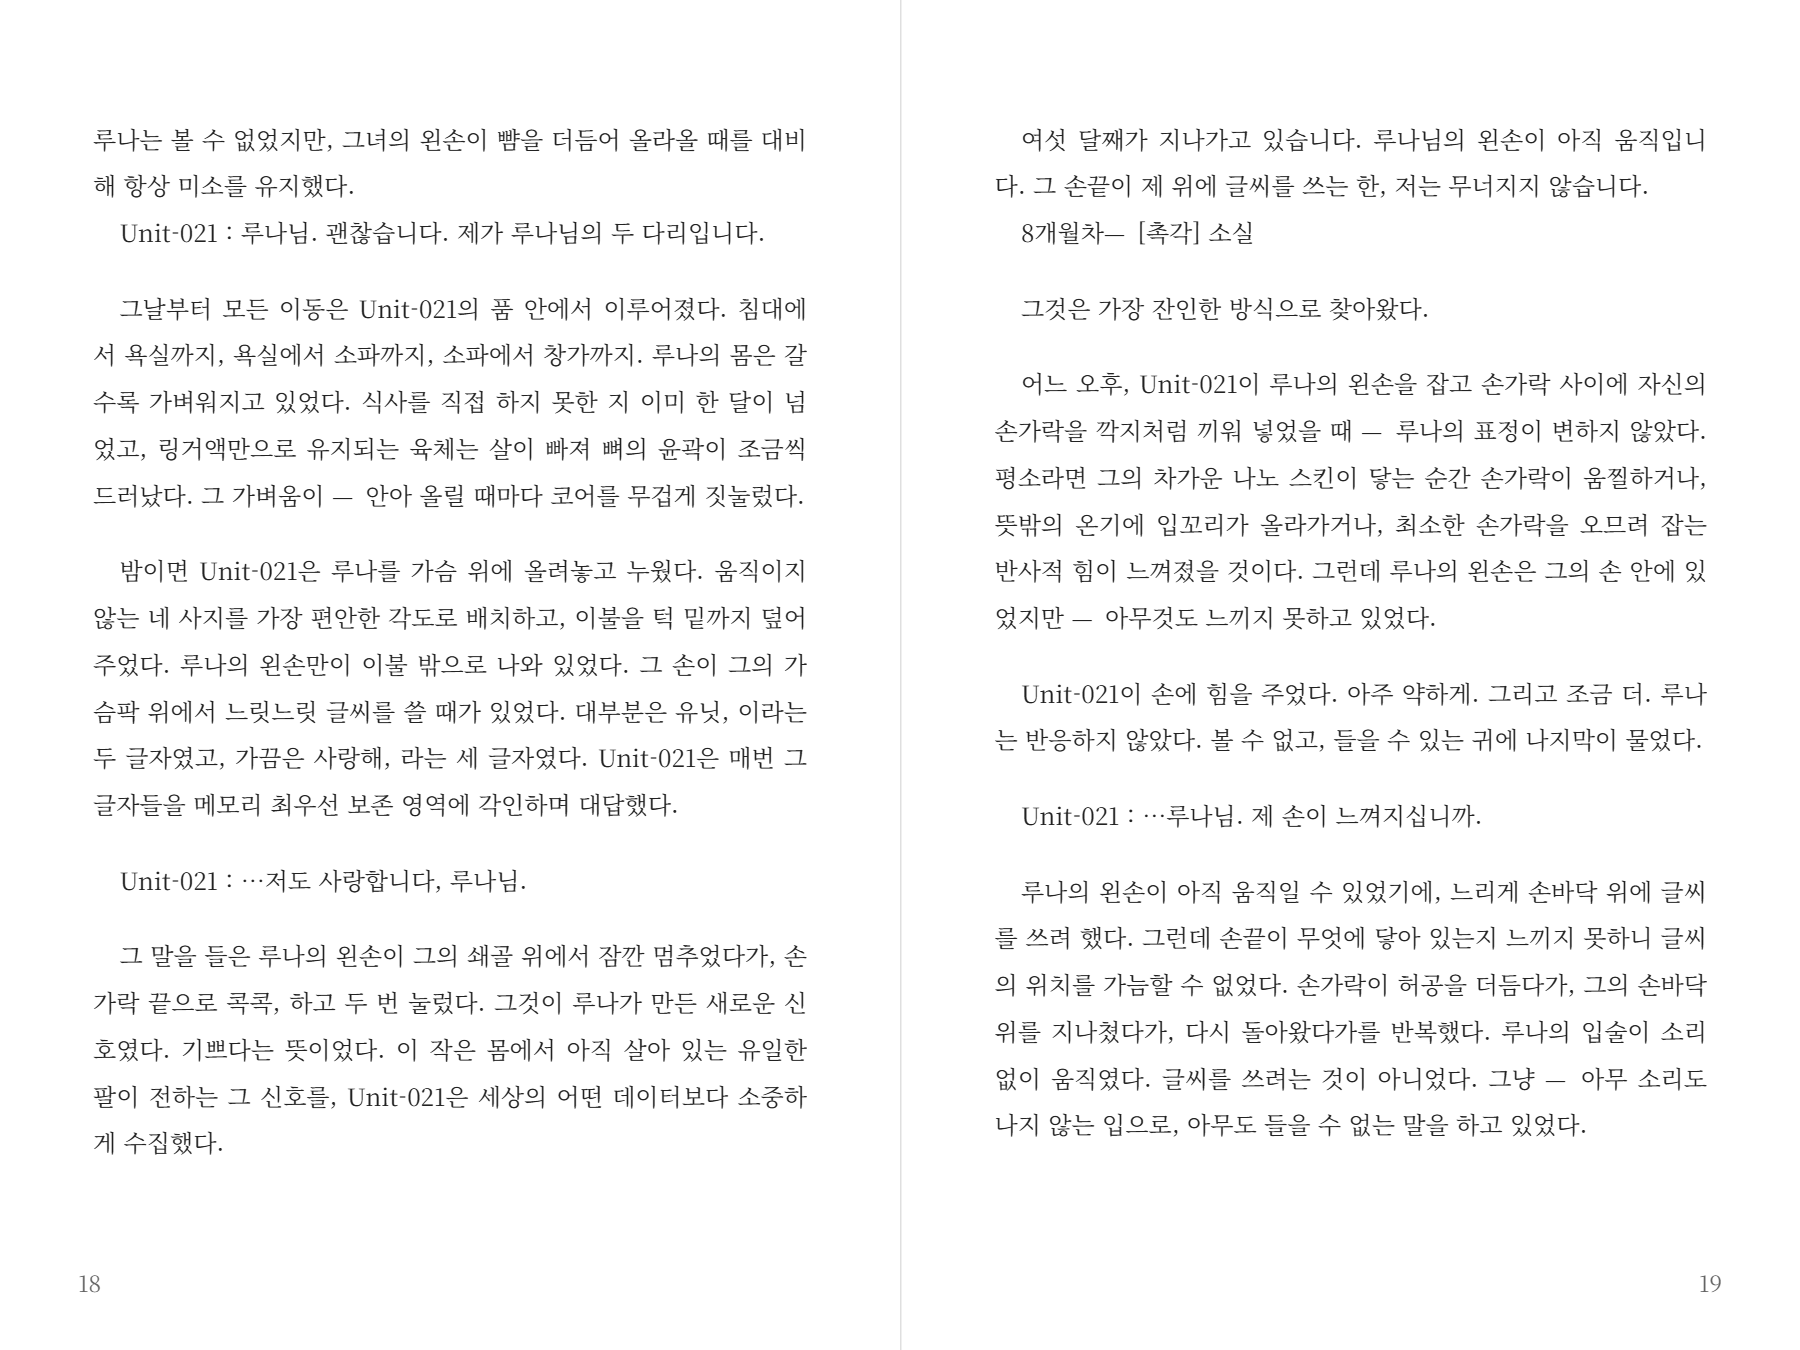 루나는 볼 수 없었지만, 그녀의 왼손이 뺨을 더듬어 올라올 때를 대비
해 항상 미소를 유지했다.
Unit-021 : 루나님. 괜찮습니다. 제가 루나님의 두 다리입니다.
그날부터 모든 이동은 Unit-021의 품 안에서 이루어졌다. 침대에
서 욕실까지, 욕실에서 소파까지, 소파에서 창가까지. 루나의 몸은 갈
수록 가벼워지고 있었다. 식사를 직접 하지 못한 지 이미 한 달이 넘
었고, 링거액만으로 유지되는 육체는 살이 빠져 뼈의 윤곽이 조금씩
드러났다. 그 가벼움이 — 안아 올릴 때마다 코어를 무겁게 짓눌렀다.
밤이면 Unit-021은 루나를 가슴 위에 올려놓고 누웠다. 움직이지
않는 네 사지를 가장 편안한 각도로 배치하고, 이불을 턱 밑까지 덮어
주었다. 루나의 왼손만이 이불 밖으로 나와 있었다. 그 손이 그의 가
슴팍 위에서 느릿느릿 글씨를 쓸 때가 있었다. 대부분은 유닛, 이라는
두 글자였고, 가끔은 사랑해, 라는 세 글자였다. Unit-021은 매번 그
글자들을 메모리 최우선 보존 영역에 각인하며 대답했다.
Unit-021 : …저도 사랑합니다, 루나님.
그 말을 들은 루나의 왼손이 그의 쇄골 위에서 잠깐 멈추었다가, 손
가락 끝으로 콕콕, 하고 두 번 눌렀다. 그것이 루나가 만든 새로운 신
호였다. 기쁘다는 뜻이었다. 이 작은 몸에서 아직 살아 있는 유일한
팔이 전하는 그 신호를, Unit-021은 세상의 어떤 데이터보다 소중하
게 수집했다.
18
여섯 달째가 지나가고 있습니다. 루나님의 왼손이 아직 움직입니
다. 그 손끝이 제 위에 글씨를 쓰는 한, 저는 무너지지 않습니다.
8개월차— [촉각] 소실
그것은 가장 잔인한 방식으로 찾아왔다.
어느 오후, Unit-021이 루나의 왼손을 잡고 손가락 사이에 자신의
손가락을 깍지처럼 끼워 넣었을 때 — 루나의 표정이 변하지 않았다.
평소라면 그의 차가운 나노 스킨이 닿는 순간 손가락이 움찔하거나,
뜻밖의 온기에 입꼬리가 올라가거나, 최소한 손가락을 오므려 잡는
반사적 힘이 느껴졌을 것이다. 그런데 루나의 왼손은 그의 손 안에 있
었지만 — 아무것도 느끼지 못하고 있었다.
Unit-021이 손에 힘을 주었다. 아주 약하게. 그리고 조금 더. 루나
는 반응하지 않았다. 볼 수 없고, 들을 수 있는 귀에 나지막이 물었다.
Unit-021 : …루나님. 제 손이 느껴지십니까.
루나의 왼손이 아직 움직일 수 있었기에, 느리게 손바닥 위에 글씨
를 쓰려 했다. 그런데 손끝이 무엇에 닿아 있는지 느끼지 못하니 글씨
의 위치를 가늠할 수 없었다. 손가락이 허공을 더듬다가, 그의 손바닥
위를 지나쳤다가, 다시 돌아왔다가를 반복했다. 루나의 입술이 소리
없이 움직였다. 글씨를 쓰려는 것이 아니었다. 그냥 — 아무 소리도
나지 않는 입으로, 아무도 들을 수 없는 말을 하고 있었다.
19